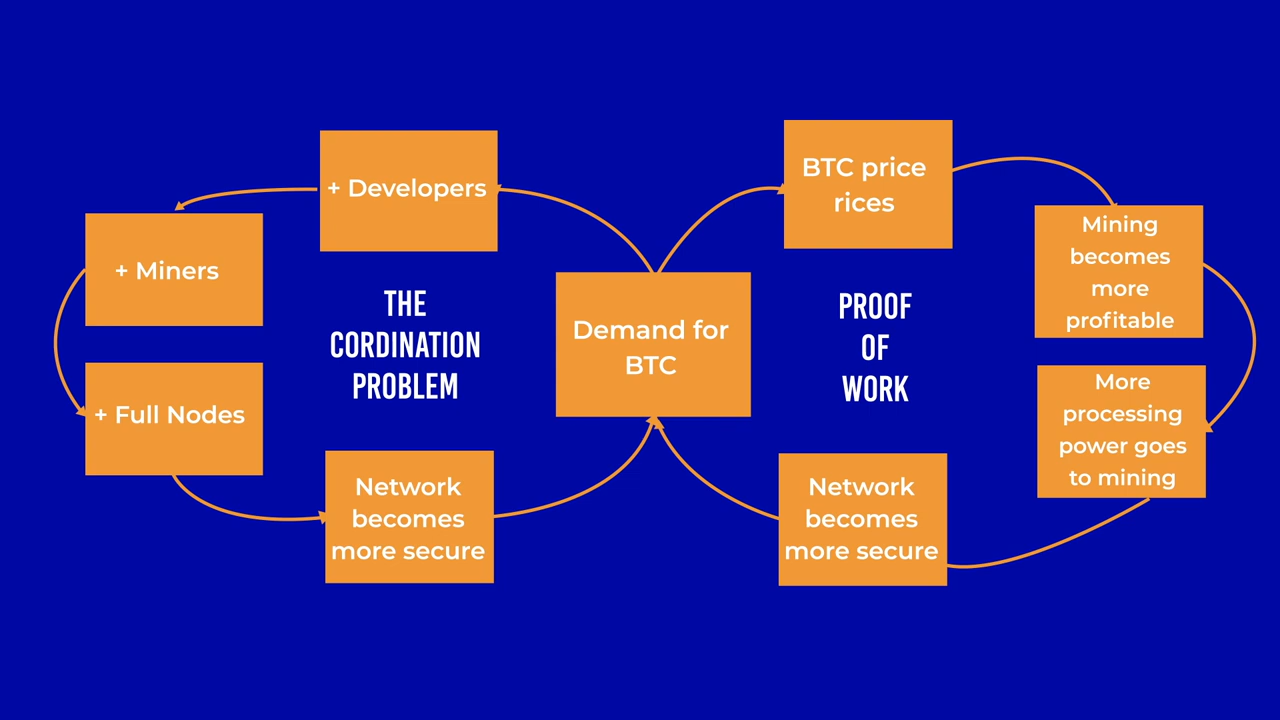 + Developers
+ Miners
+ Full Nodes
Network
becomes
more secure
THE
CORDINATION
PROBLEM
Demand for
BTC
BTC price
rices
Mining
becomes
more
profitable
More
processing
power goes
to mining
Network
becomes
more secure
PROOF
OF
WORK